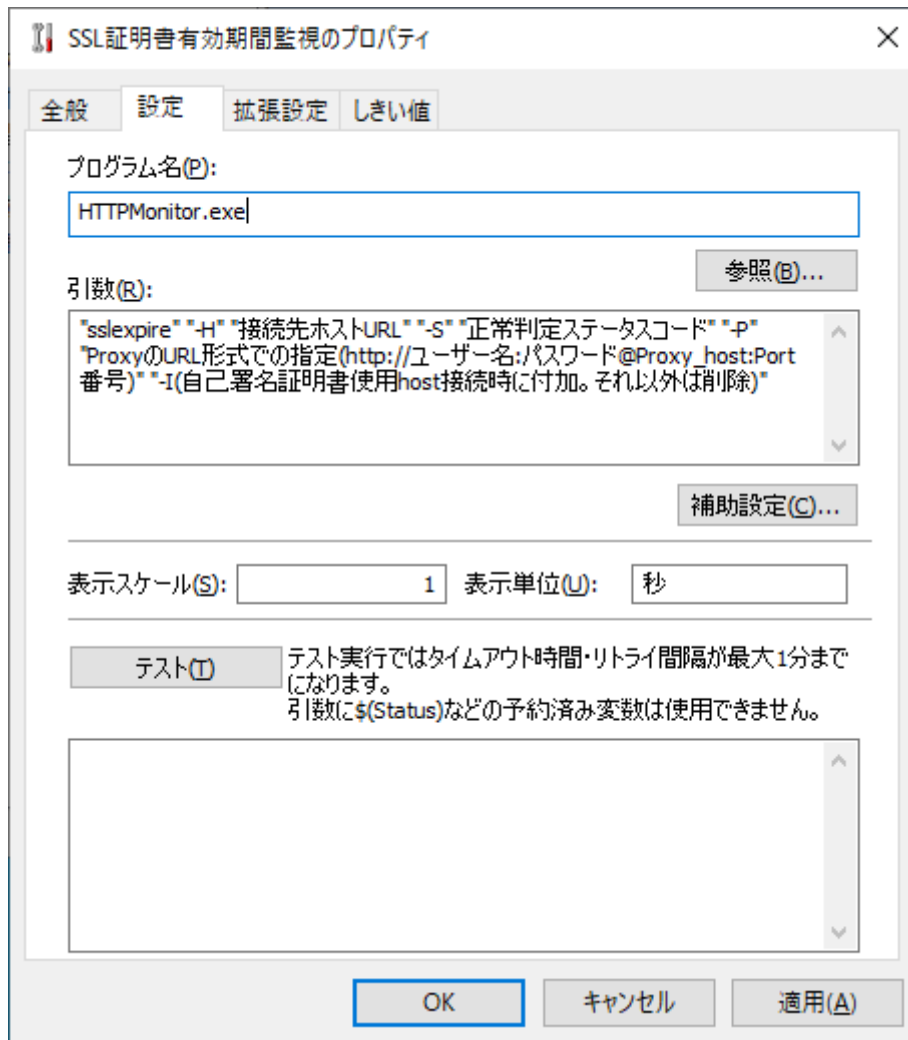 SSL証明書有効期間監視のプロパティ
全般 設定 拡張設定 しきい値
プログラム名(P):
HTTPMonitor.exe
参照(B)...
引数(R):
"sslexpire" "-H" "接続先ホストURL" "-S" "正常判定ステータスコード" "-P"
"ProxyのURL形式での指定(http://ユーザー名:パスワード@Proxy_host:Port
番号)" "-I(自己署名証明書使用host接続時に付加。それ以外は削除)"
補助設定(C)...
表示スケール(S): 1 表示単位(U): 秒
テスト(T)
テスト実行ではタイムアウト時間・リトライ間隔が最大1分まで
になります。
引数に$(Status)などの予約済み変数は使用できません。
OK キャンセル 適用(A)